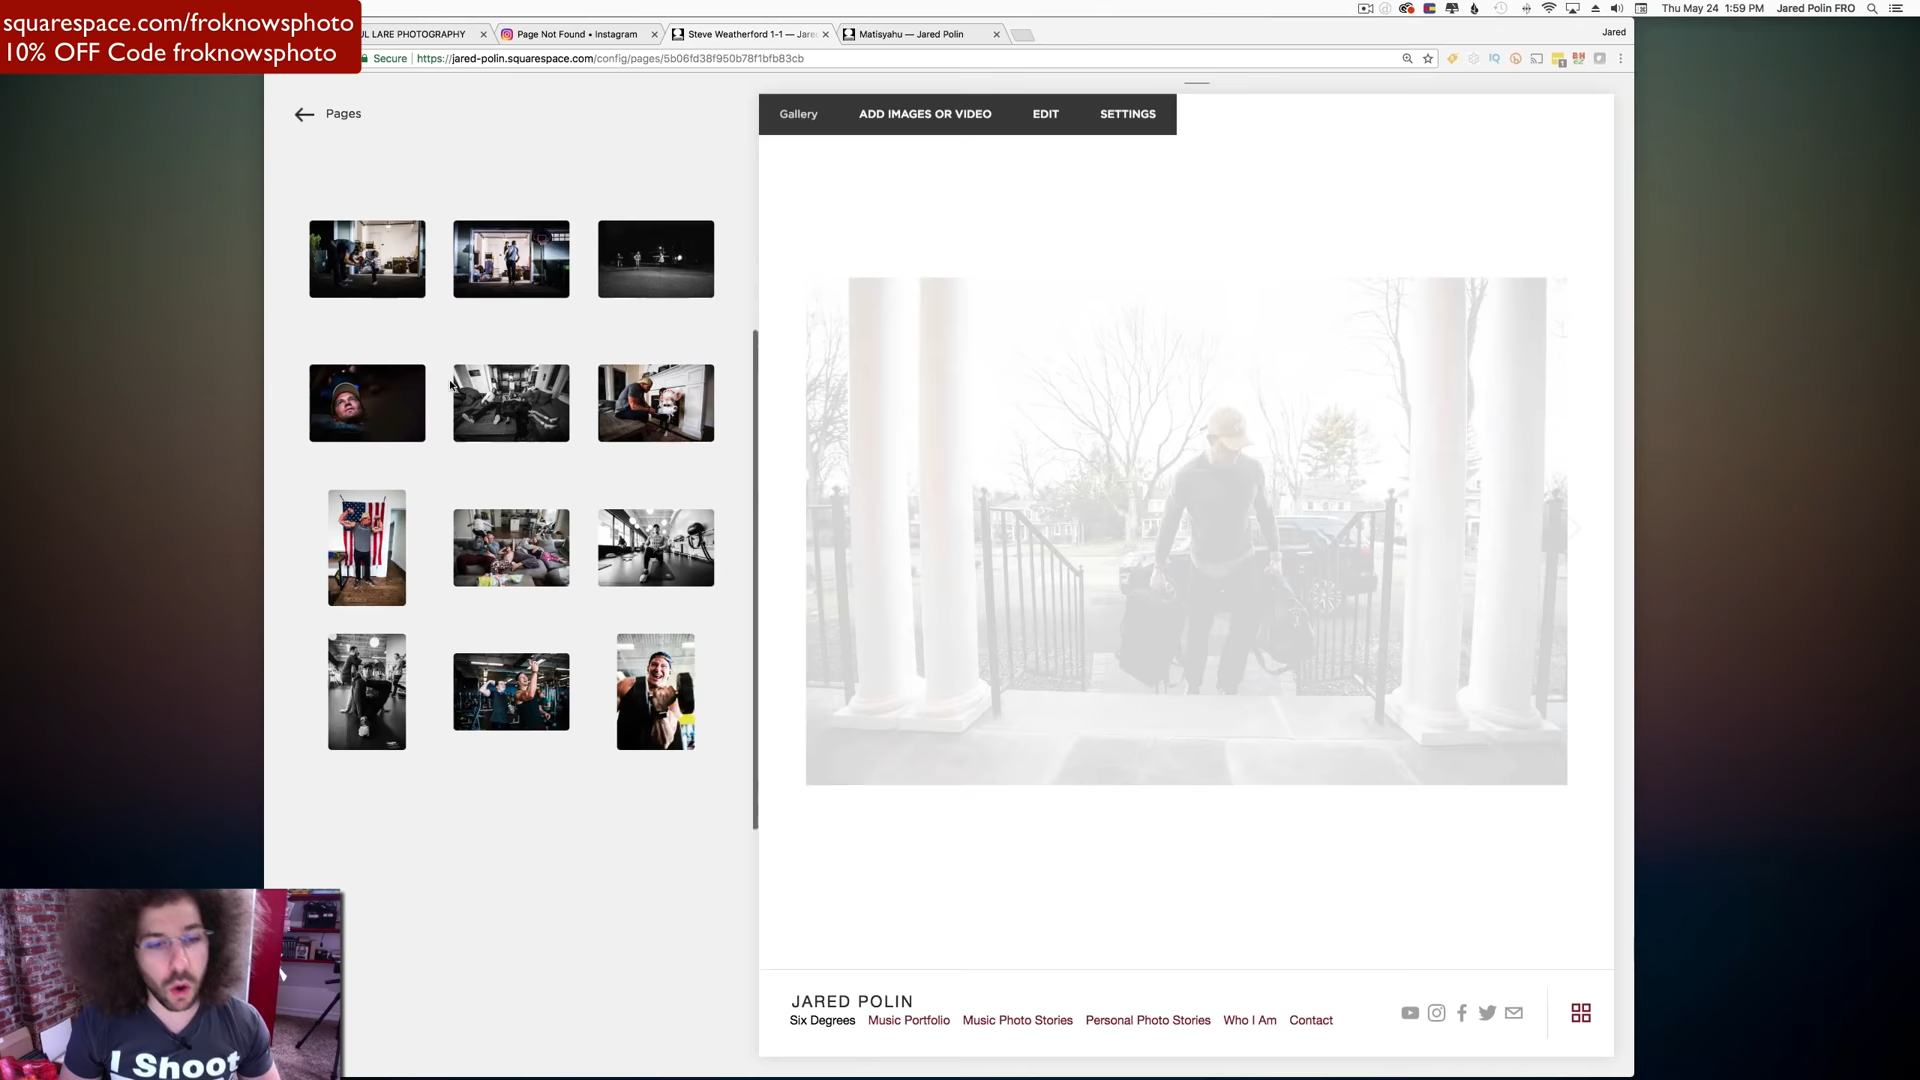 squarespace.com/froknowsphoto
10% OFF Code froknowsphoto
Thu May 24 1:59 PM Jared Polin FRO
UL LARE PHOTOGRAPHY
Page Not Found • Instagram
Steve Weatherford 1-1 — Jare
Matisyahu — Jared Polin
Jared
Secure
https://jared-polin.squarespace.com/config/pages/5b06fd38f950b78f1bfb83cb
Pages
Gallery ADD IMAGES OR VIDEO EDIT SETTINGS
JARED POLIN
Six Degrees Music Portfolio Music Photo Stories Personal Photo Stories Who I Am Contact
I Shoot